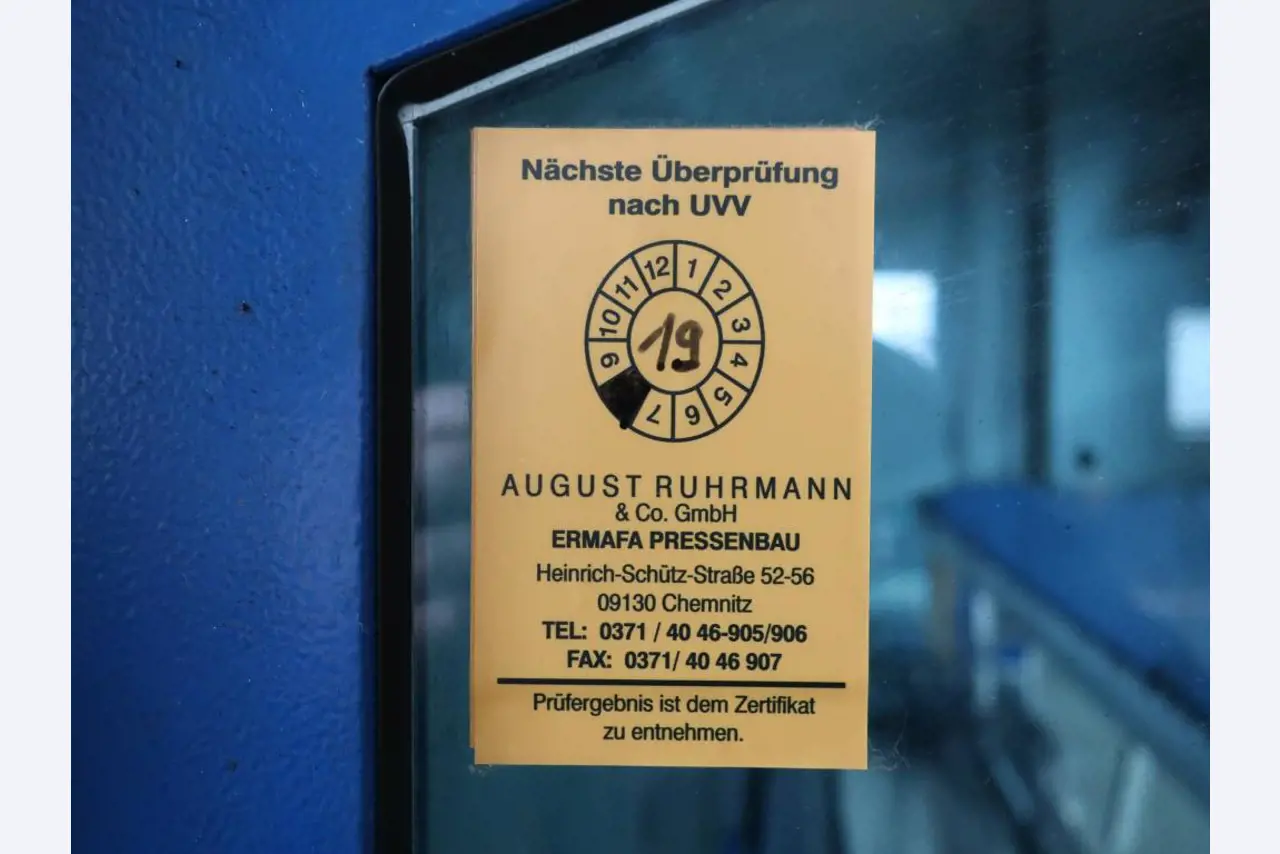 Nächste Überprüfung
nach UVV
12 1 2 3 4 5 6 7 9 10 11
19
AUGUST RUHRMANN
& Co. GmbH
ERMAFA PRESSENBAU
Heinrich-Schütz-Straße 52-56
09130 Chemnitz
TEL: 0371 / 40 46-905/906
FAX: 0371/ 40 46 907
Prüfergebnis ist dem Zertifikat
zu entnehmen.